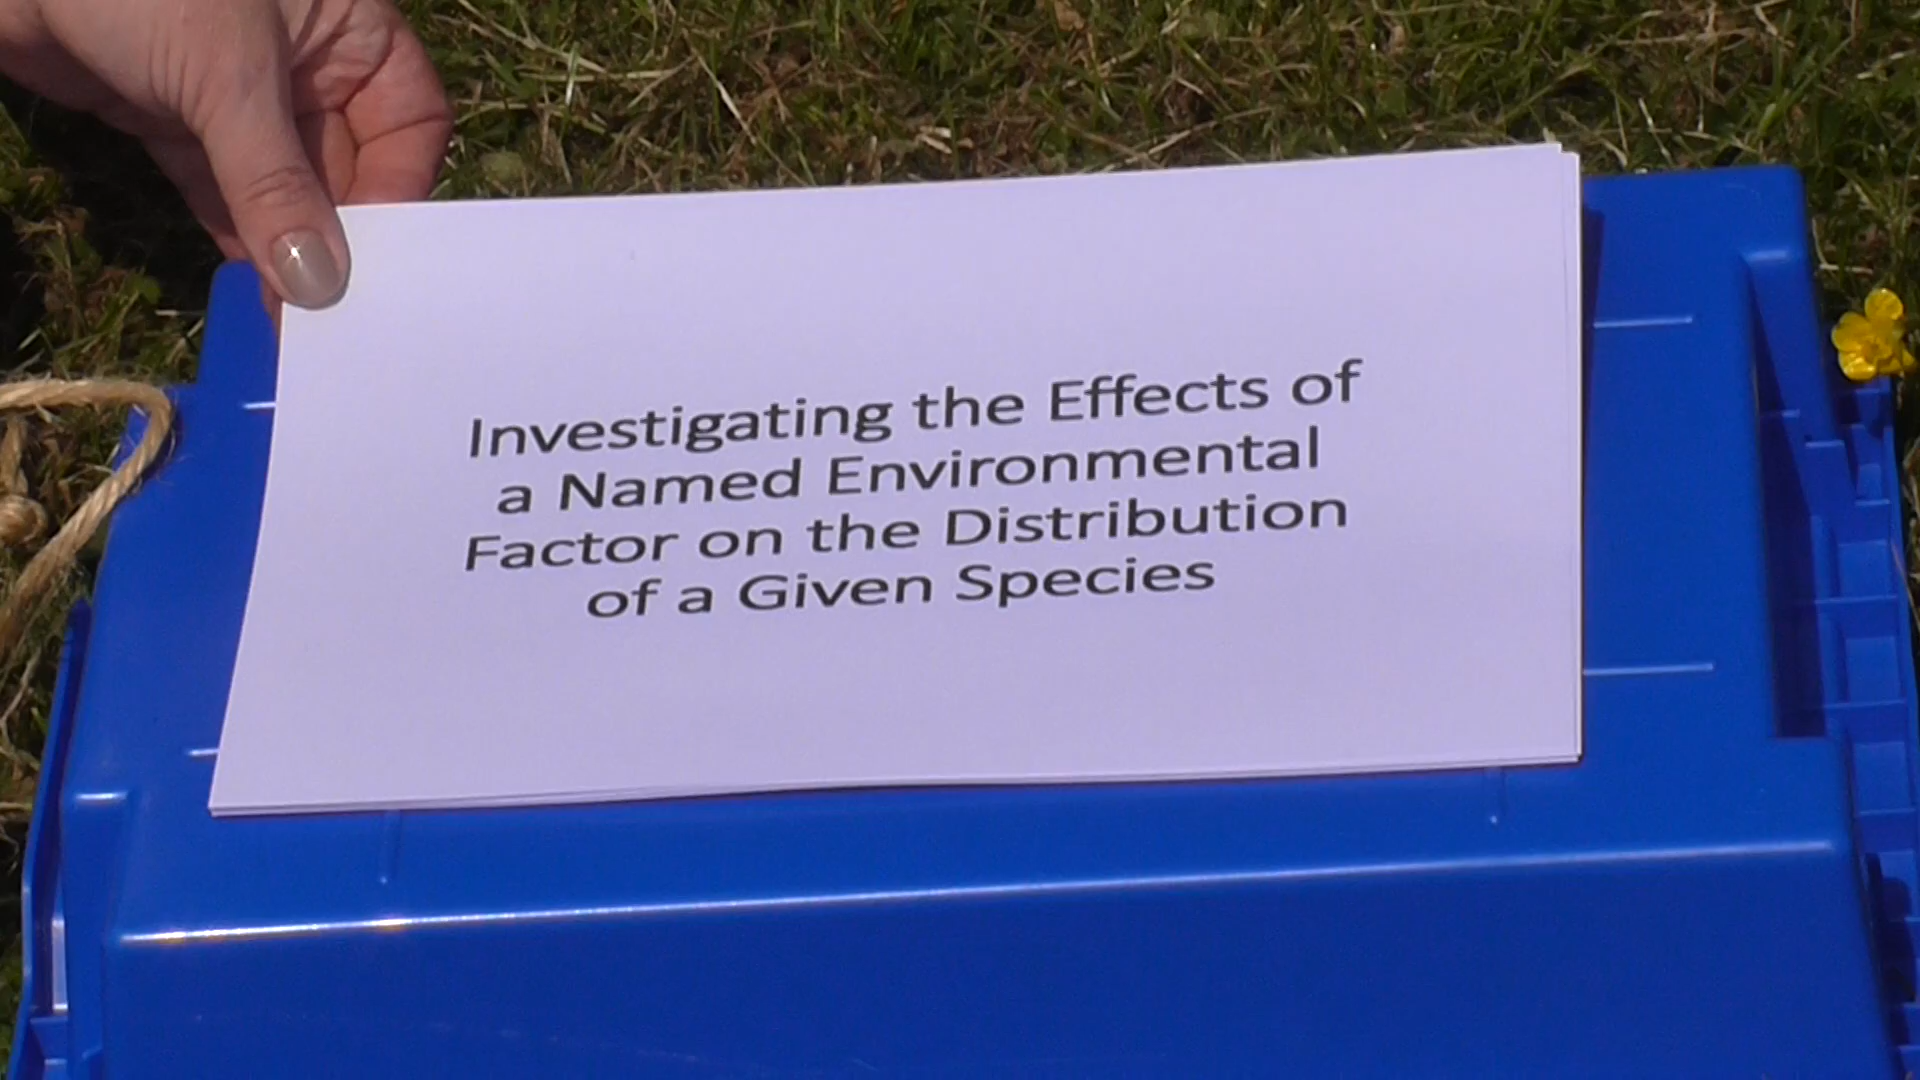 Investigating the Effects of
a Named Environmental
Factor on the Distribution
of a Given Species